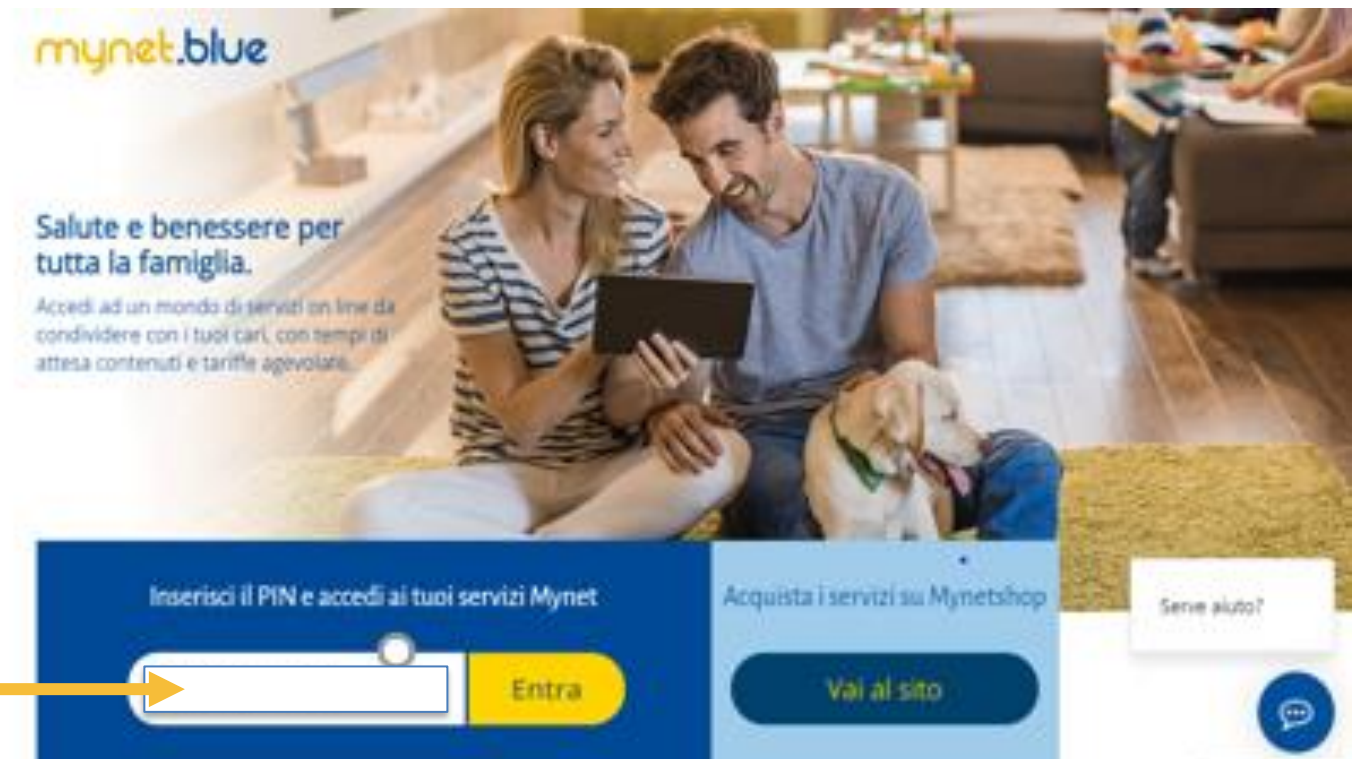 mynet.blue
Salute e benessere per
tutta la famiglia.
Accedi ad un mondo di servizi on line da
condividere con i tuoi cari, con tempi di
attesa contenuti e tariffe agevolate.
Inserisci il PIN e accedi ai tuoi servizi Mynet
Entra
Acquista i servizi su Mynetshop
Vai al sito
Serve aiuto?